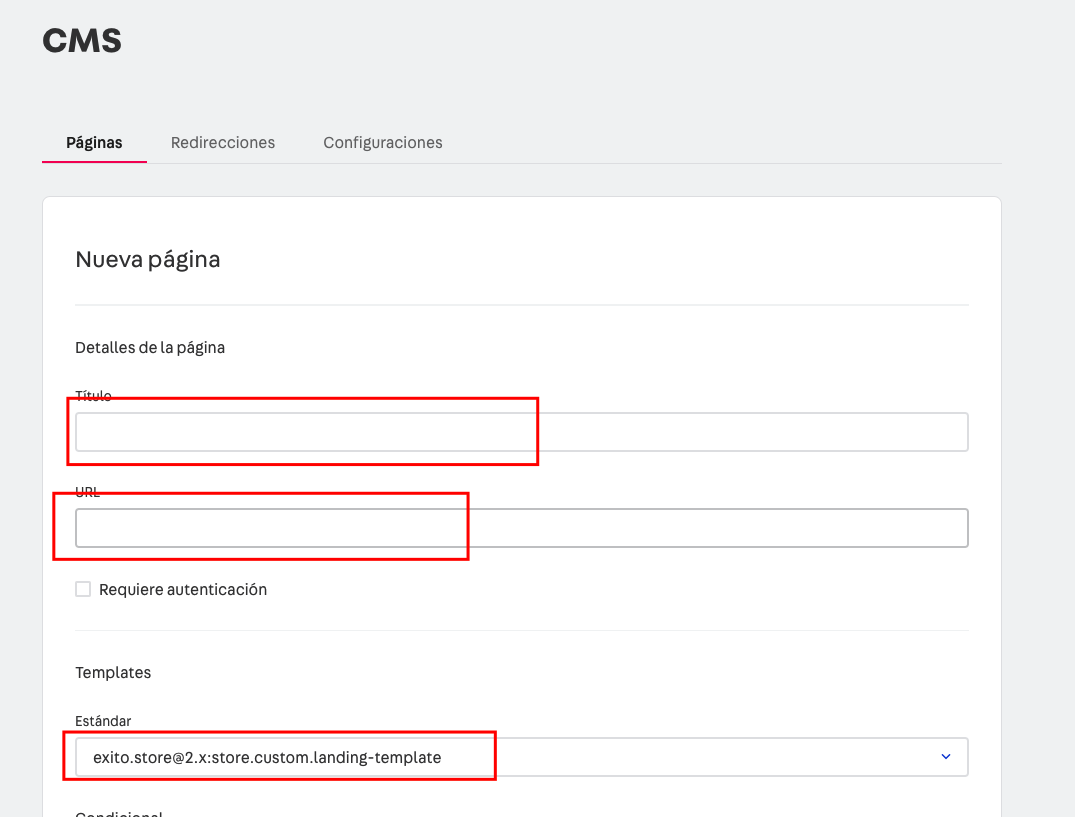 CMS
Páginas Redirecciones Configuraciones
Nueva página
Detalles de la página
Título
URL
Requiere autenticación
Templates
Estándar
exito.store@2.x:store.custom.landing-template
Condicional